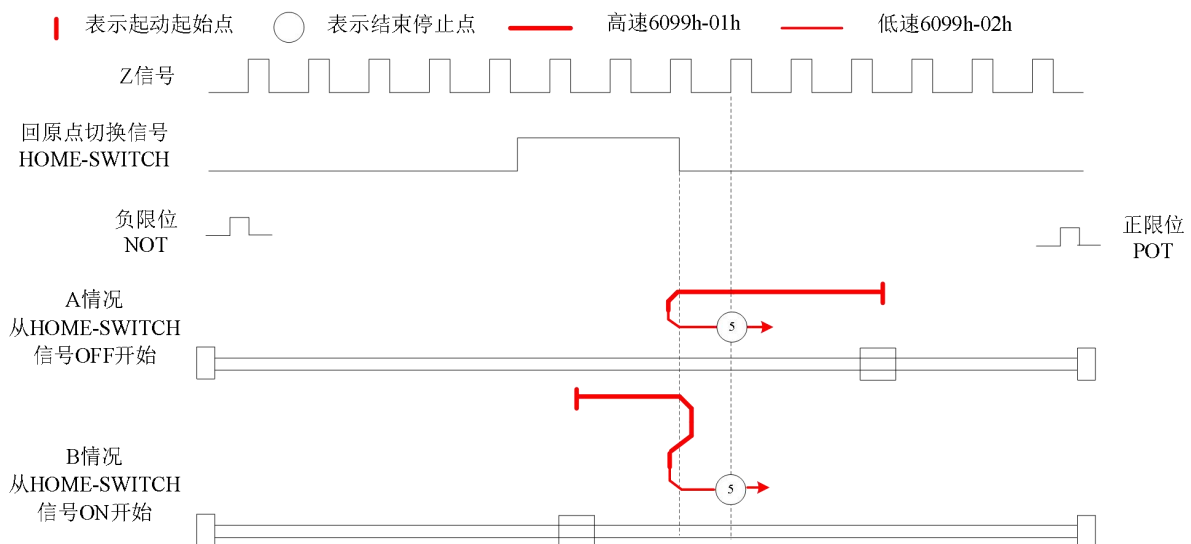 表示起动起始点
表示结束停止点
高速6099h-01h
低速6099h-02h
Z信号
回原点切换信号
HOME-SWITCH
负限位
NOT
正限位
POT
A情况
从HOME-SWITCH
信号OFF开始
5
B情况
从HOME-SWITCH
信号ON开始
5